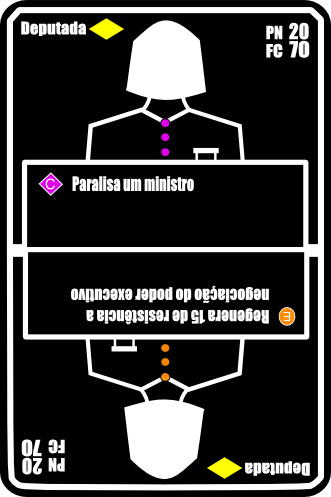 Deputada
PN 20
FC 70
C Paralisa um ministro
E Regenera 15 de resistência a
negociação do poder executivo
Deputada
PN 20
FC 70